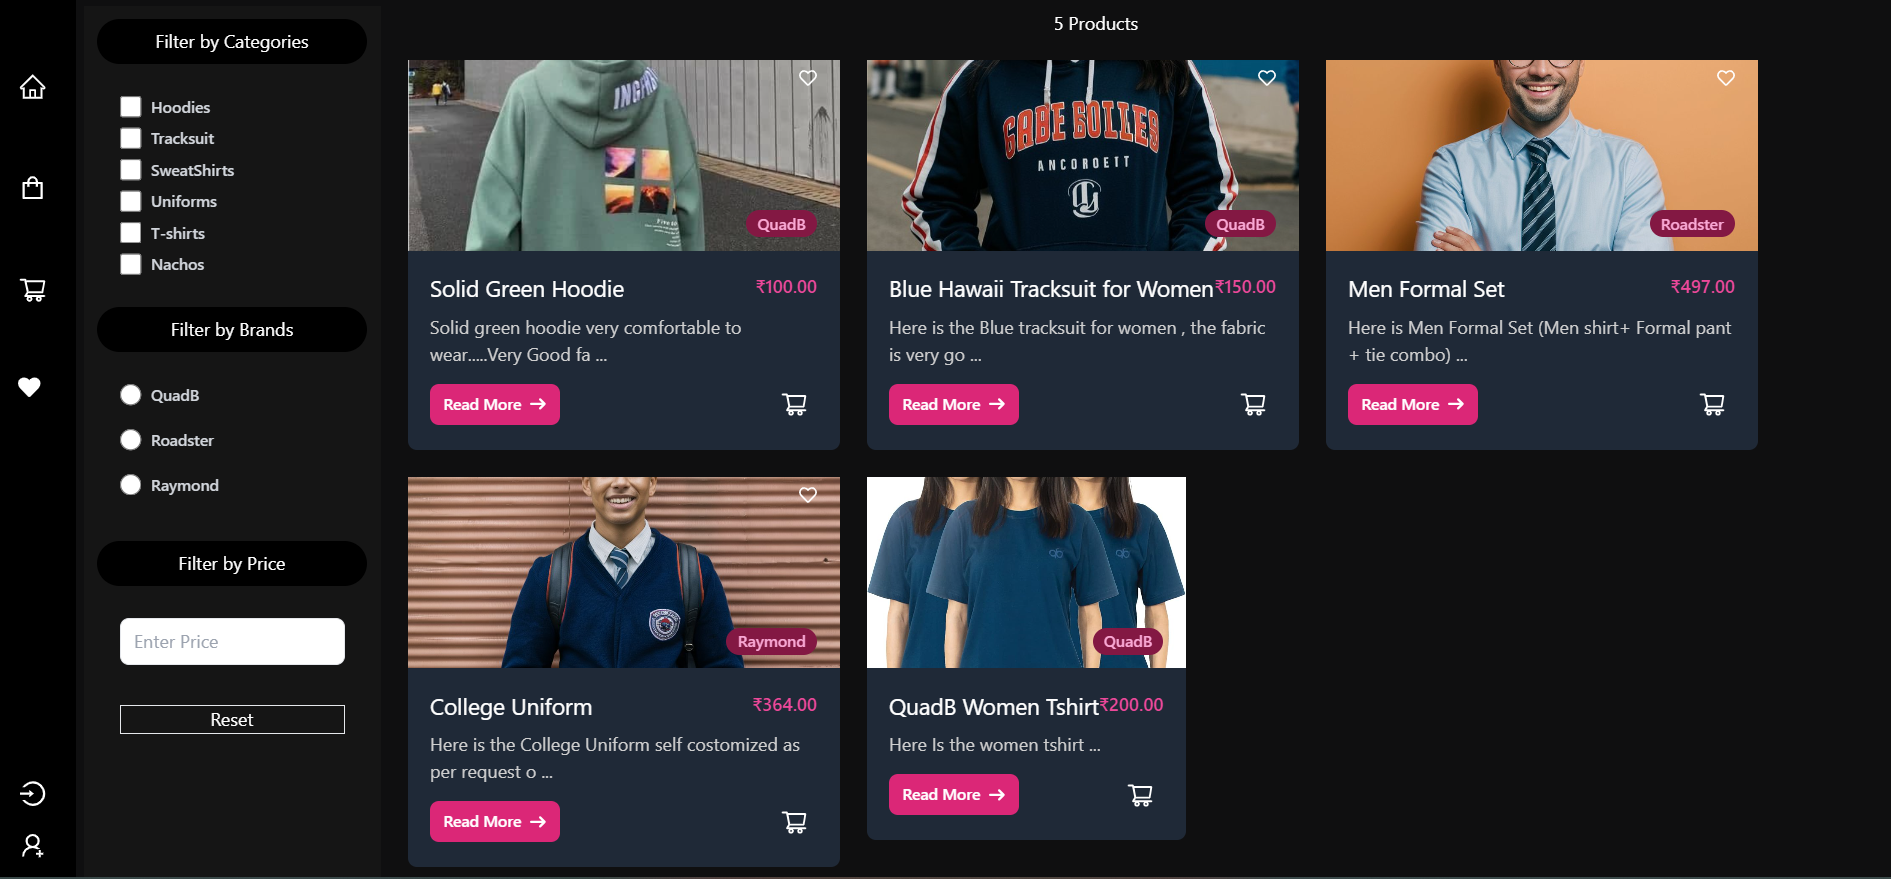 Filter by Categories
Hoodies
Tracksuit
SweatShirts
Uniforms
T-shirts
Nachos
Filter by Brands
QuadB
Roadster
Raymond
Filter by Price
Enter Price
Reset
5 Products
QuadB
Solid Green Hoodie ₹100.00
Solid green hoodie very comfortable to
wear.....Very Good fa ...
Read More
GABE GOLLES
ANCOROETT
QuadB
Blue Hawaii Tracksuit for Women ₹150.00
Here is the Blue tracksuit for women , the fabric
is very go ...
Read More
Roadster
Men Formal Set ₹497.00
Here is Men Formal Set (Men shirt+ Formal pant
+ tie combo) ...
Read More
Raymond
College Uniform ₹364.00
Here is the College Uniform self costomized as
per request o ...
Read More
QuadB
QuadB Women Tshirt ₹200.00
Here Is the women tshirt ...
Read More